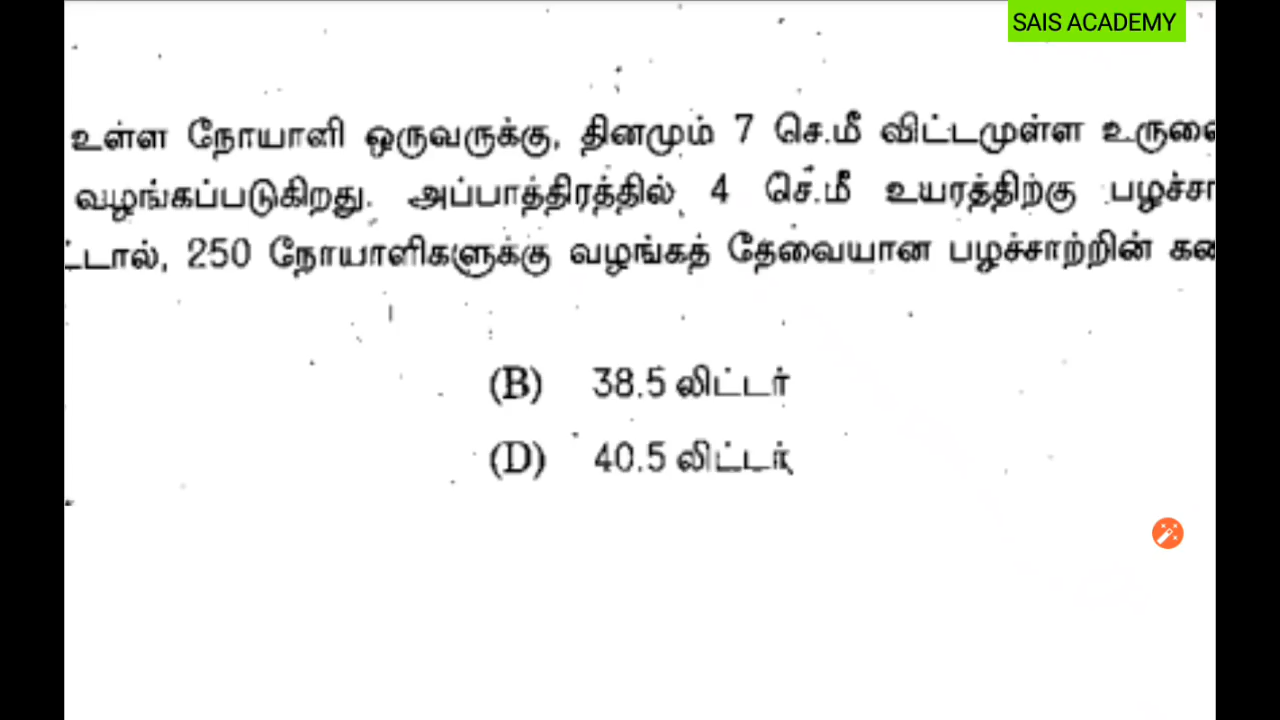 SAIS ACADEMY
உள்ள நோயாளி ஒருவருக்கு, தினமும் 7 செ.மீ விட்டமுள்ள
வழங்கப்படுகிறது. அப்பாத்திரத்தில் 4 செ.மீ உயரத்திற்கு
250 நோயாளிகளுக்கு வழங்கத் தேவையான பழச்சாற்றின்
(B) 38.5 லிட்டர்
(D) 40.5 லிட்டர்